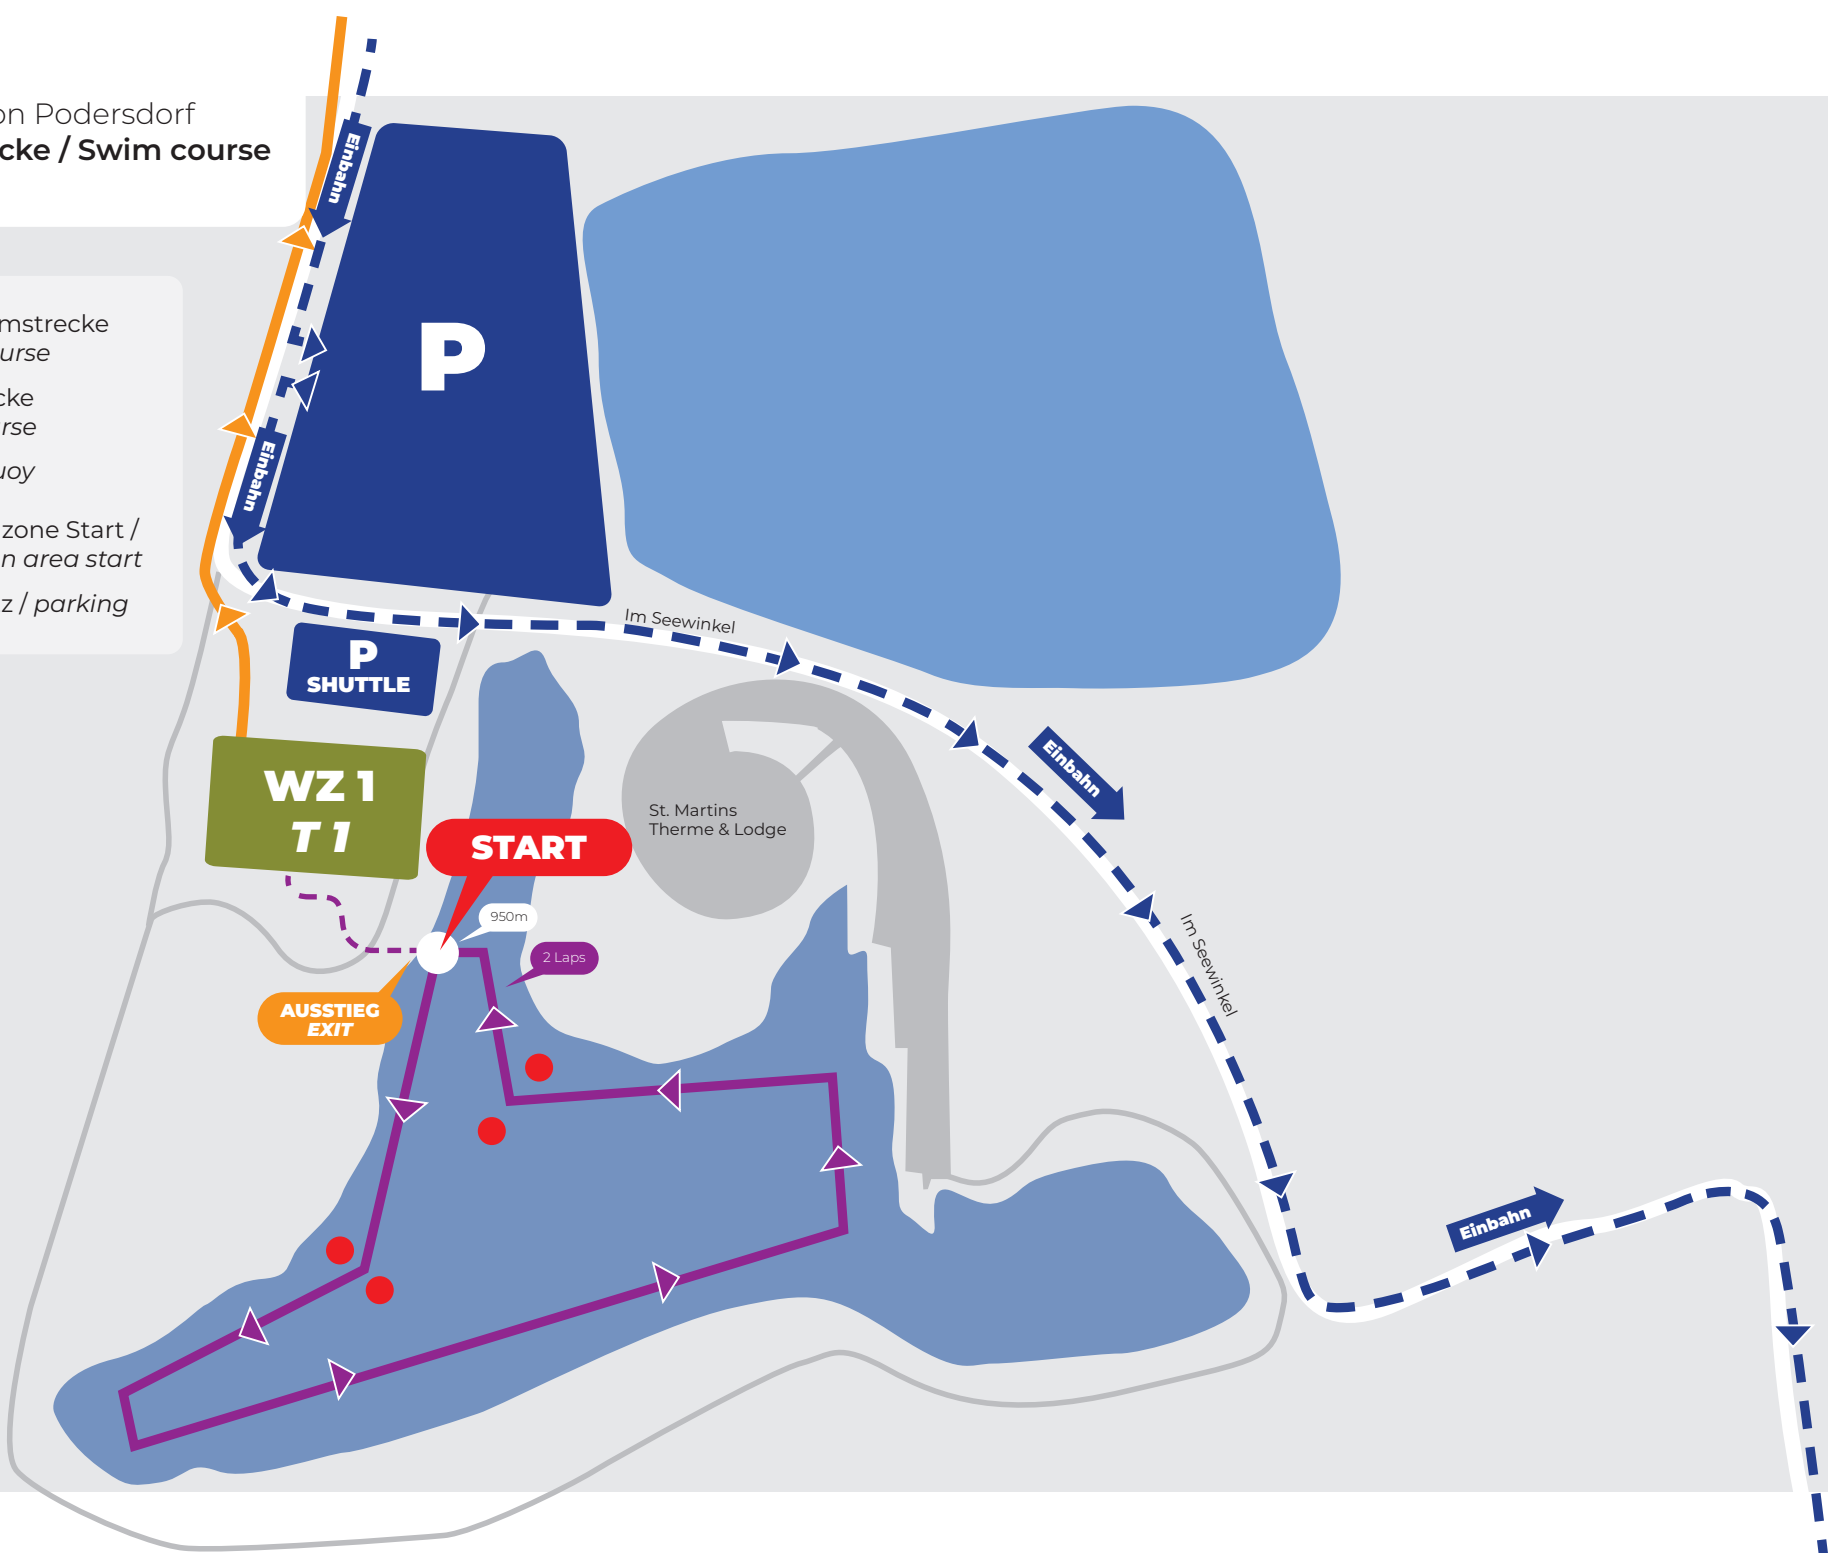 on Podersdorf
cke / Swim course
Einbahn
mstrecke
urse
cke
rse
uoy
zone Start /
n area start
z / parking
P
Einbahn
Im Seewinkel
P
SHUTTLE
Einbahn
WZ 1
T 1
St. Martins
Therme & Lodge
START
950m
2 Laps
Im Seewinkel
AUSSTIEG
EXIT
Einbahn